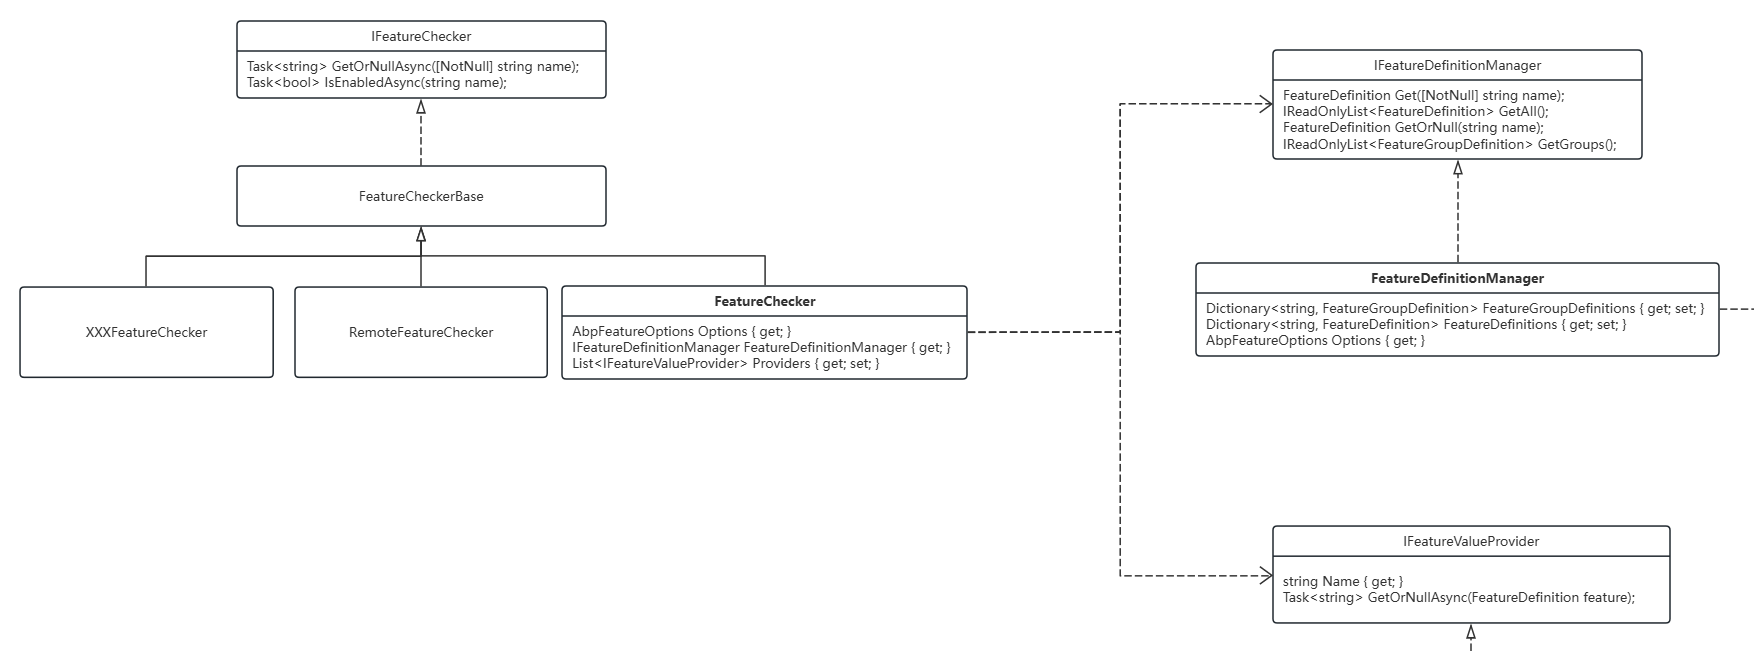 IFeatureChecker
Task<string> GetOrNullAsync([NotNull] string name);
Task<bool> IsEnabledAsync(string name);
FeatureCheckerBase
XXXFeatureChecker
RemoteFeatureChecker
FeatureChecker
AbpFeatureOptions Options { get; }
IFeatureDefinitionManager FeatureDefinitionManager { get; }
List<IFeatureValueProvider> Providers { get; set; }
IFeatureDefinitionManager
FeatureDefinition Get([NotNull] string name);
IReadOnlyList<FeatureDefinition> GetAll();
FeatureDefinition GetOrNull(string name);
IReadOnlyList<FeatureGroupDefinition> GetGroups();
FeatureDefinitionManager
Dictionary<string, FeatureGroupDefinition> FeatureGroupDefinitions { get; set; }
Dictionary<string, FeatureDefinition> FeatureDefinitions { get; set; }
AbpFeatureOptions Options { get; }
IFeatureValueProvider
string Name { get; }
Task<string> GetOrNullAsync(FeatureDefinition feature);